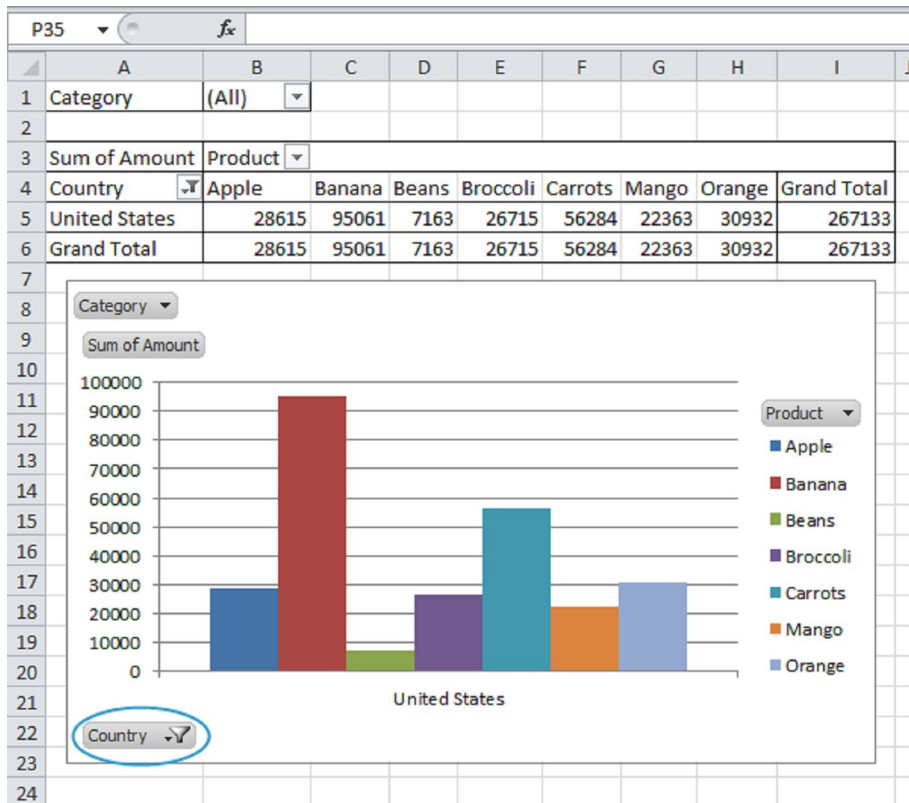 P35 fx
A B C D E F G H I
1 Category (All)
2
3 Sum of Amount Product
4 Country Apple Banana Beans Broccoli Carrots Mango Orange Grand Total
5 United States 28615 95061 7163 26715 56284 22363 30932 267133
6 Grand Total 28615 95061 7163 26715 56284 22363 30932 267133
7
8 Category
9 Sum of Amount
10
100000
11
90000
Product
12
80000
Apple
13
70000
14
60000
Banana
15
50000
Beans
16
40000
Broccoli
17
30000
Carrots
18
20000
Mango
19
10000
Orange
20
0
21 United States
22 Country
23
24